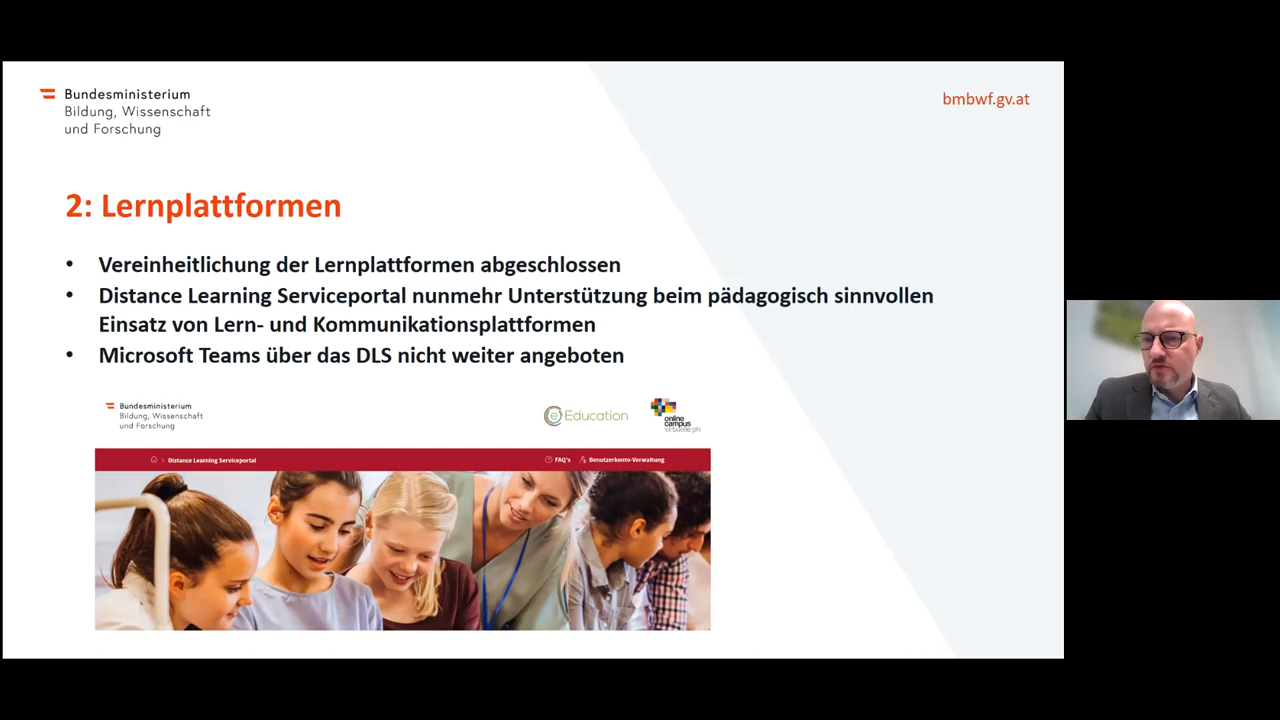 Bundesministerium
Bildung, Wissenschaft
und Forschung
bmbwf.gv.at
2: Lernplattformen
• Vereinheitlichung der Lernplattformen abgeschlossen
• Distance Learning Serviceportal nunmehr Unterstützung beim pädagogisch sinnvollen
Einsatz von Lern- und Kommunikationsplattformen
• Microsoft Teams über das DLS nicht weiter angeboten
Bundesministerium
Bildung, Wissenschaft
und Forschung
eEducation
online
campus
virtuelle ph
> Distance Learning Serviceportal
FAQ's
Benutzerkonto-Verwaltung